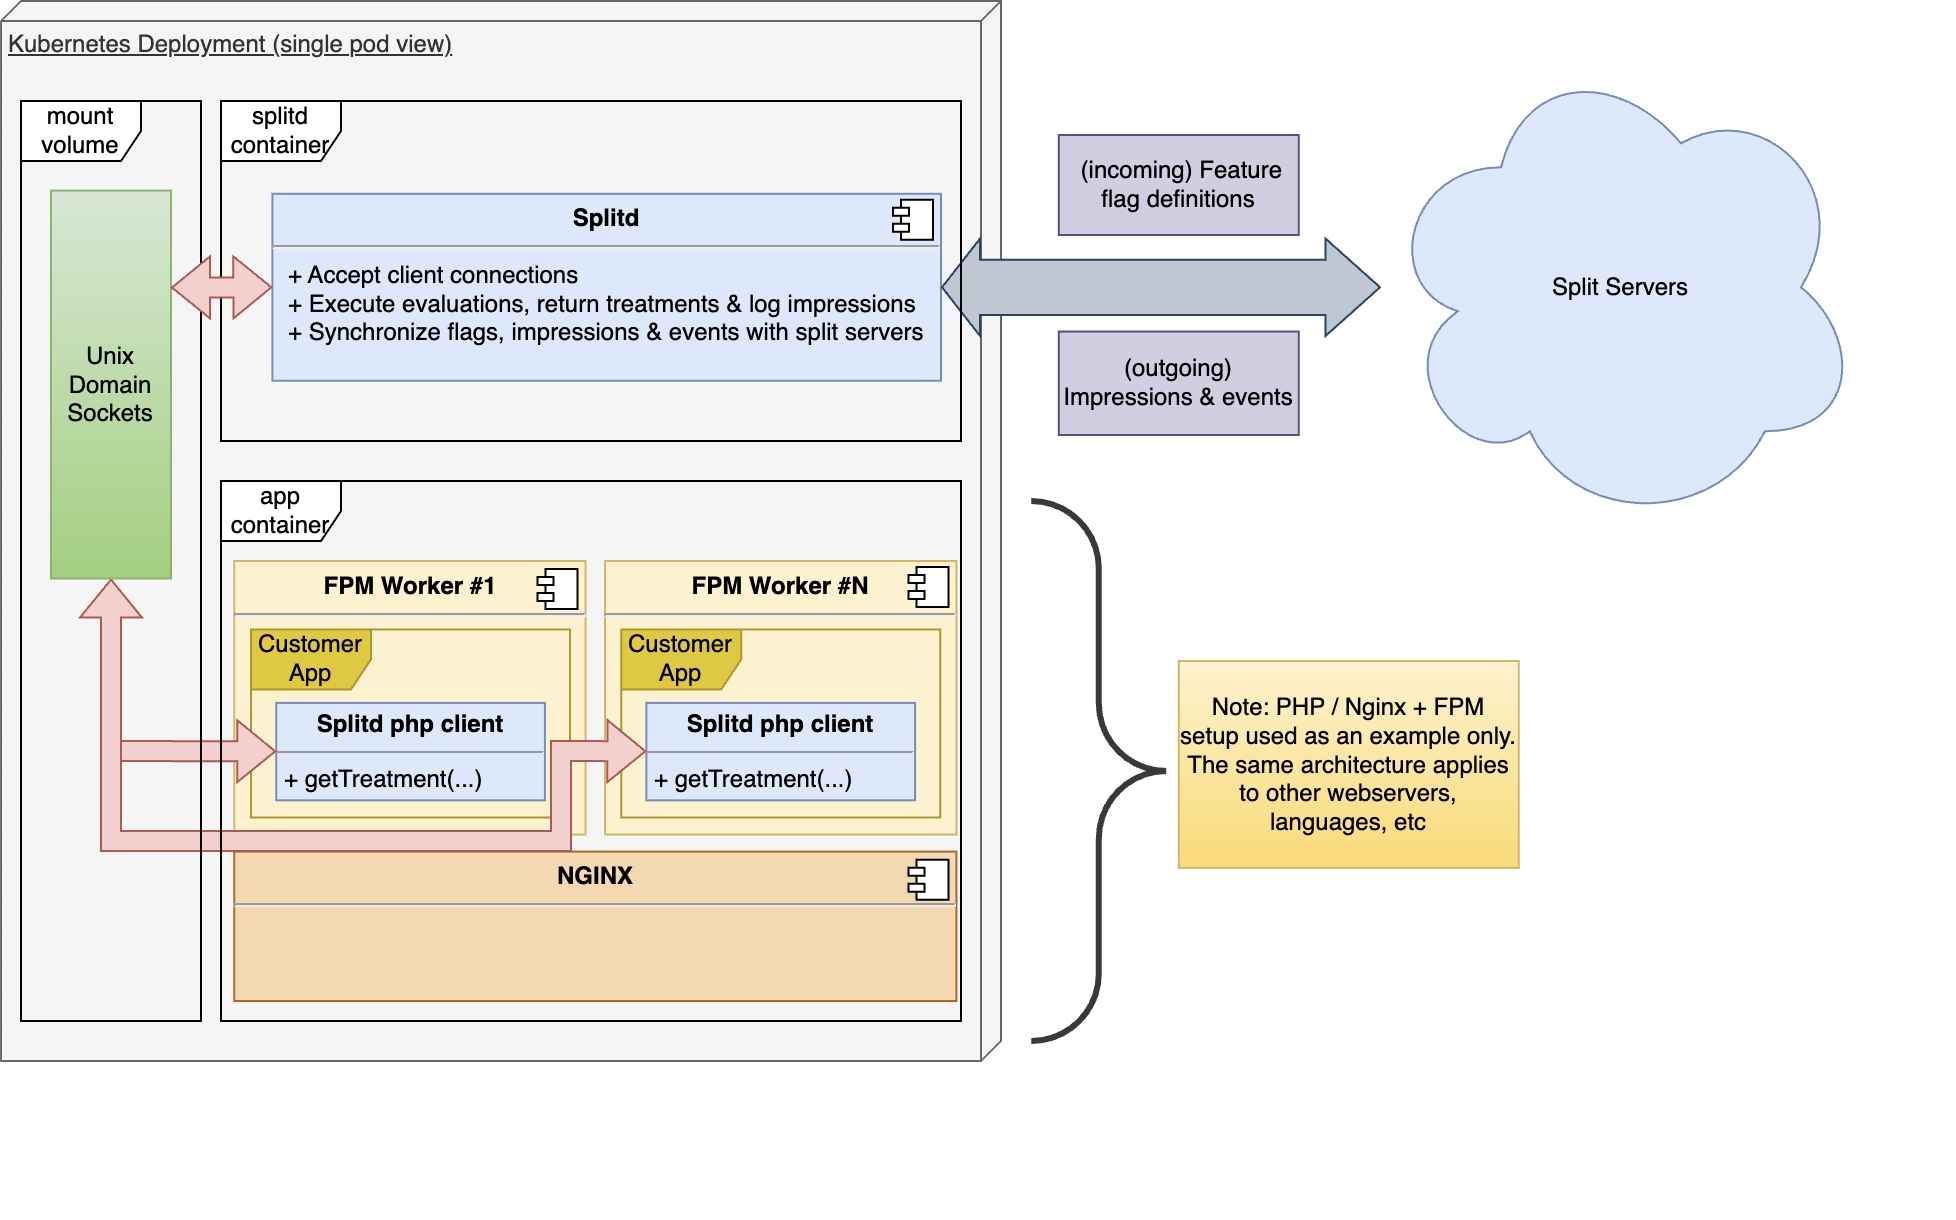 Kubernetes Deployment (single pod view)
mount
volume
splitd
container
Splitd
+ Accept client connections
+ Execute evaluations, return treatments & log impressions
+ Synchronize flags, impressions & events with split servers
Unix
Domain
Sockets
(incoming) Feature
flag definitions
(outgoing)
Impressions & events
Split Servers
app
container
FPM Worker #1
Customer
App
Splitd php client
+ getTreatment(...)
FPM Worker #N
Customer
App
Splitd php client
+ getTreatment(...)
NGINX
Note: PHP / Nginx + FPM
setup used as an example only.
The same architecture applies
to other webservers,
languages, etc